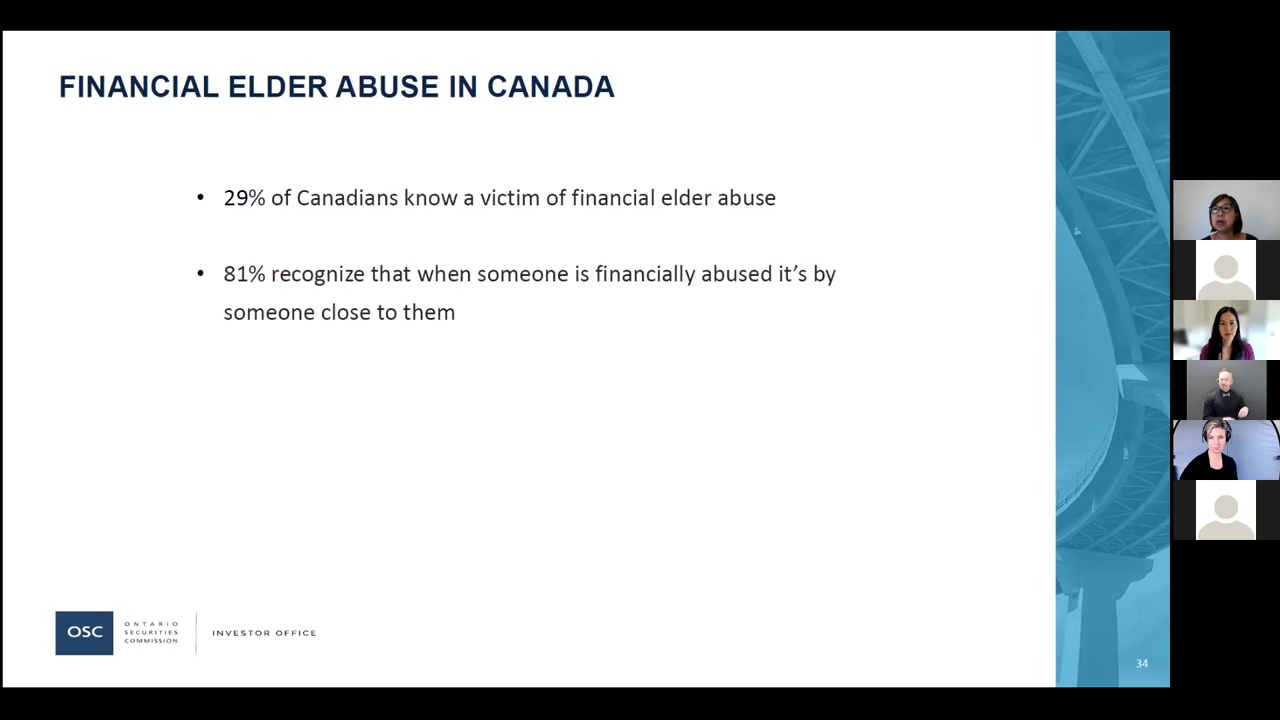 FINANCIAL ELDER ABUSE IN CANADA
• 29% of Canadians know a victim of financial elder abuse
• 81% recognize that when someone is financially abused it’s by
someone close to them
OSC
ONTARIO
SECURITIES
COMMISSION
INVESTOR OFFICE
34